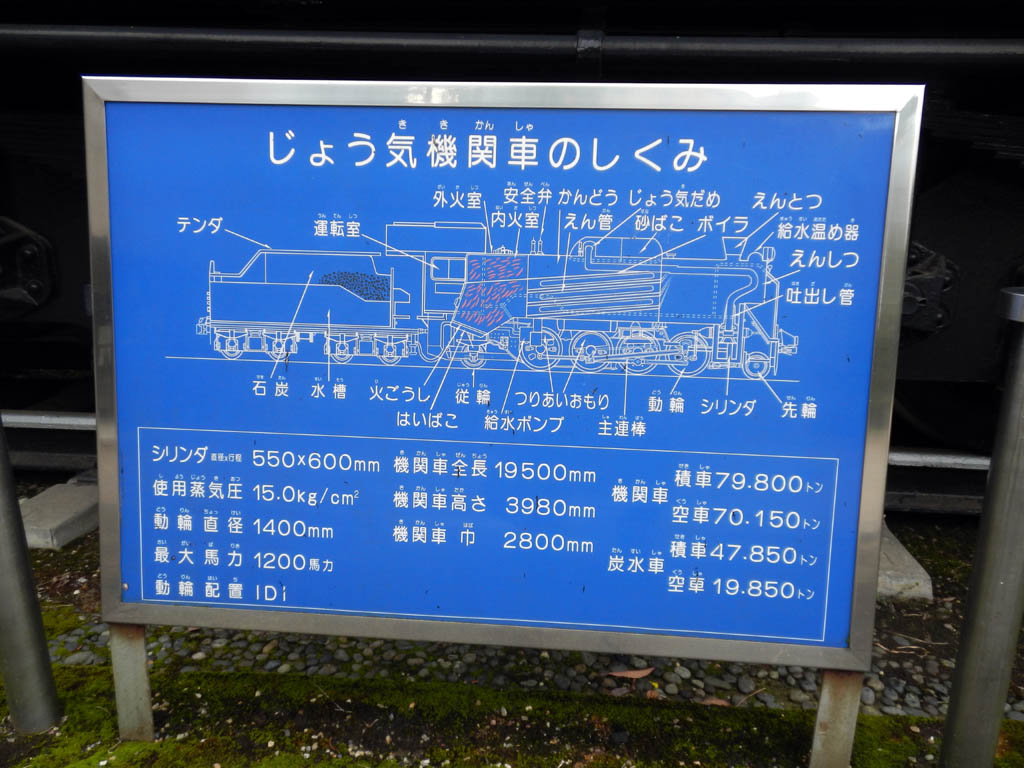 じょう気機関車のしくみ
外火室 安全弁 かんどう じょう気だめ えんとつ
テンダ 運転室 内火室 えん管 砂ばこ ボイラ 給水温め器
えんしつ
吐出し管
石炭 水槽 火ごうし 従輪 つりあいおもり 動輪 シリンダ 先輪
はいばこ 給水ポンプ 主連棒
シリンダ 直径x行程 550×600mm
使用蒸気圧 15.0kg/cm²
動輪直径 1400mm
最大馬力 1200馬力
動輪配置 1Di
機関車全長 19500mm
機関車高さ 3980mm
機関車巾 2800mm
機関車 積車79.800トン
空車70.150トン
炭水車 積車47.850トン
空車19.850トン